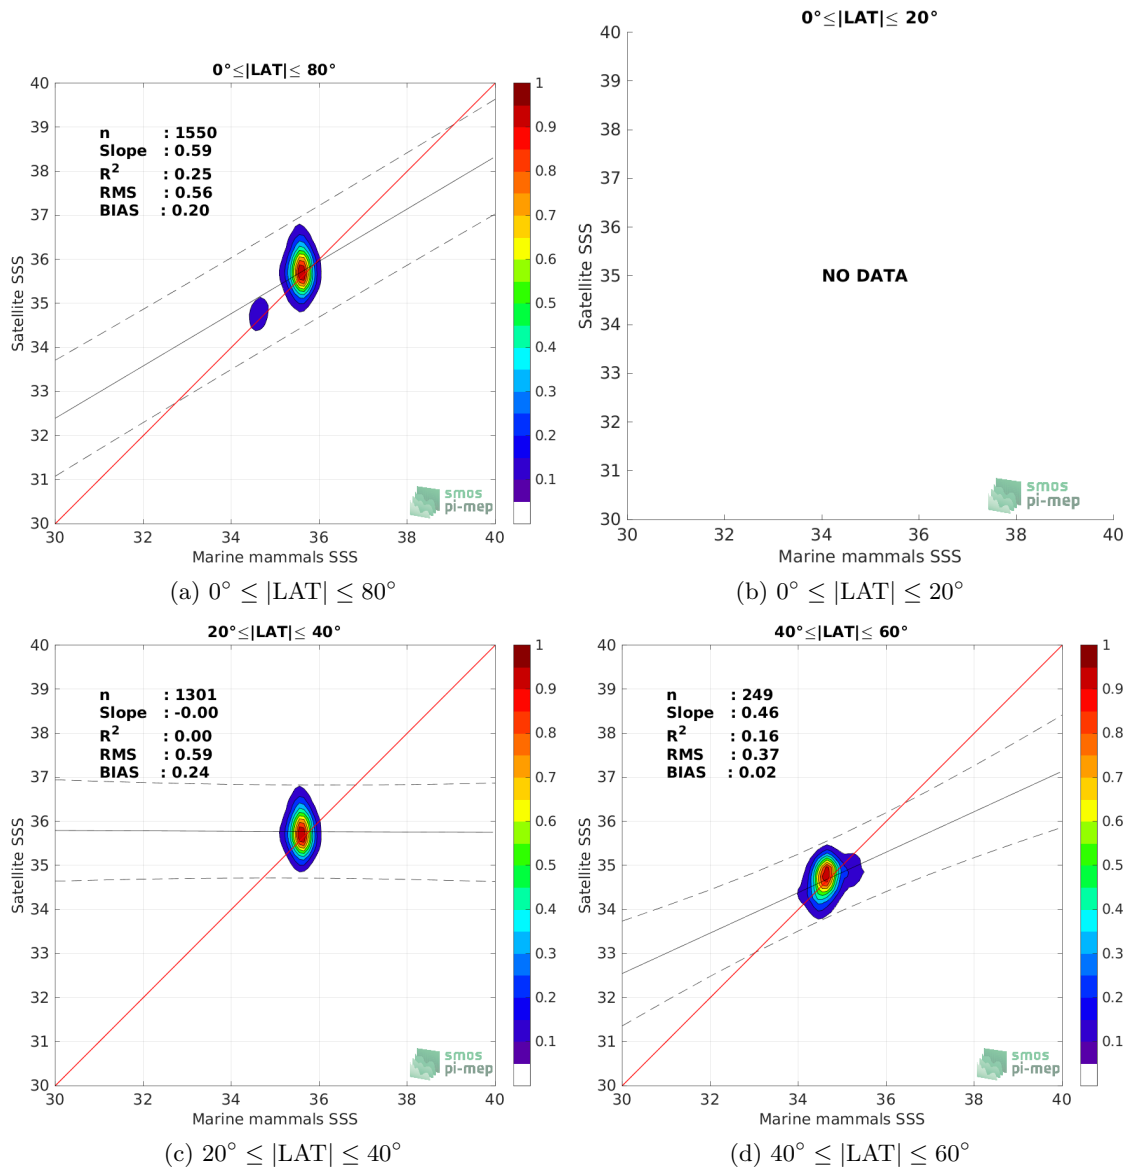 0°≤|LAT|≤ 80°
40
39
38
37
36
35
34
33
32
31
30
30 32 34 36 38 40
Satellite SSS
Marine mammals SSS
n : 1550
Slope : 0.59
R² : 0.25
RMS : 0.56
BIAS : 0.20
1
0.9
0.8
0.7
0.6
0.5
0.4
0.3
0.2
0.1
smos
pi-mep
(a) 0° ≤ |LAT| ≤ 80°
0°≤|LAT|≤ 20°
40
39
38
37
36
35
34
33
32
31
30
30 32 34 36 38 40
Satellite SSS
Marine mammals SSS
NO DATA
smos
pi-mep
(b) 0° ≤ |LAT| ≤ 20°
20°≤|LAT|≤ 40°
40
39
38
37
36
35
34
33
32
31
30
30 32 34 36 38 40
Satellite SSS
Marine mammals SSS
n : 1301
Slope : -0.00
R² : 0.00
RMS : 0.59
BIAS : 0.24
1
0.9
0.8
0.7
0.6
0.5
0.4
0.3
0.2
0.1
smos
pi-mep
(c) 20° ≤ |LAT| ≤ 40°
40°≤|LAT|≤ 60°
40
39
38
37
36
35
34
33
32
31
30
30 32 34 36 38 40
Satellite SSS
Marine mammals SSS
n : 249
Slope : 0.46
R² : 0.16
RMS : 0.37
BIAS : 0.02
1
0.9
0.8
0.7
0.6
0.5
0.4
0.3
0.2
0.1
smos
pi-mep
(d) 40° ≤ |LAT| ≤ 60°